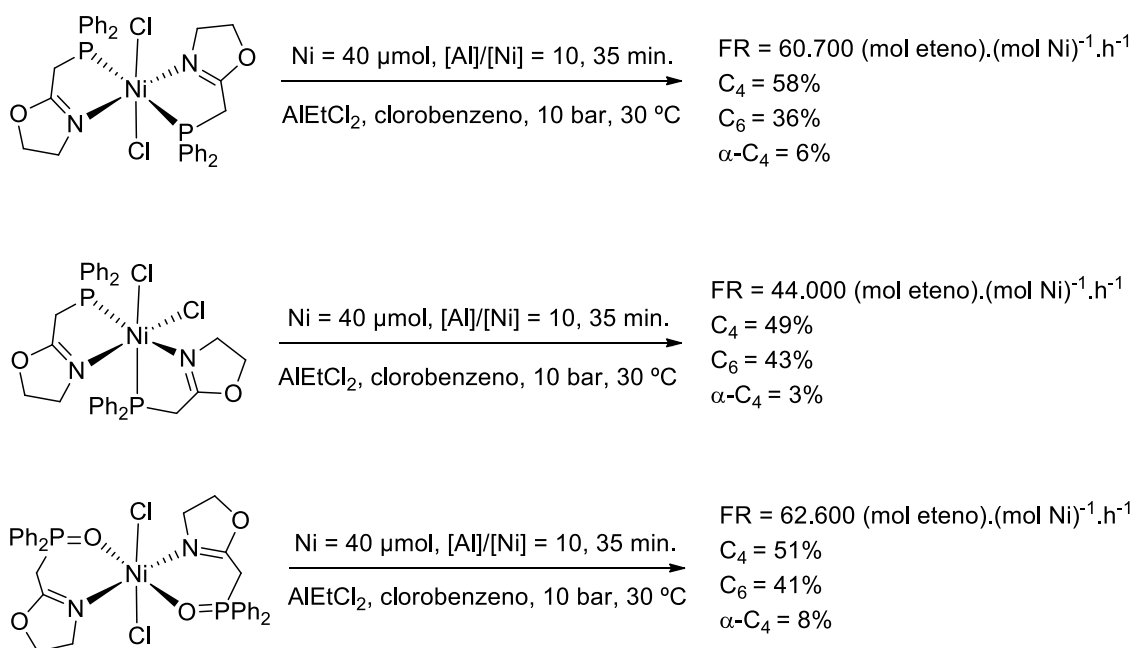 Ph₂
P
Cl
N
O
Ni
O
N
P
Cl
Ph₂
Ni = 40 µmol, [Al]/[Ni] = 10, 35 min.
AlEtCl₂, clorobenzeno, 10 bar, 30 ºC
FR = 60.700 (mol eteno).(mol Ni)⁻¹.h⁻¹
C₄ = 58%
C₆ = 36%
α-C₄ = 6%
Ph₂
P
Cl
Cl
Ni
O
N
N
O
Ph₂P
Ni = 40 µmol, [Al]/[Ni] = 10, 35 min.
AlEtCl₂, clorobenzeno, 10 bar, 30 ºC
FR = 44.000 (mol eteno).(mol Ni)⁻¹.h⁻¹
C₄ = 49%
C₆ = 43%
α-C₄ = 3%
Ph₂P=O
Cl
N
O
Ni
O
N
O=PPh₂
Cl
Ni = 40 µmol, [Al]/[Ni] = 10, 35 min.
AlEtCl₂, clorobenzeno, 10 bar, 30 ºC
FR = 62.600 (mol eteno).(mol Ni)⁻¹.h⁻¹
C₄ = 51%
C₆ = 41%
α-C₄ = 8%